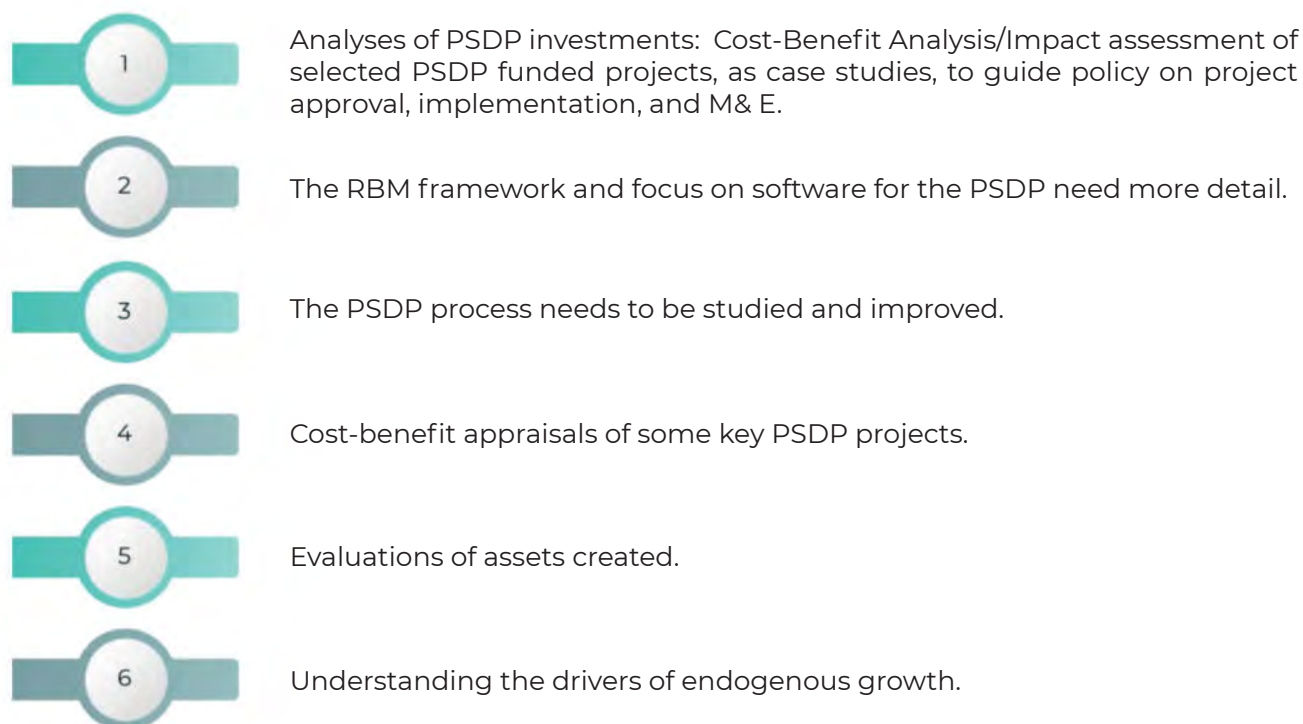 1
Analyses of PSDP investments: Cost-Benefit Analysis/Impact assessment of
selected PSDP funded projects, as case studies, to guide policy on project
approval, implementation, and M& E.
2
The RBM framework and focus on software for the PSDP need more detail.
3
The PSDP process needs to be studied and improved.
4
Cost-benefit appraisals of some key PSDP projects.
5
Evaluations of assets created.
6
Understanding the drivers of endogenous growth.